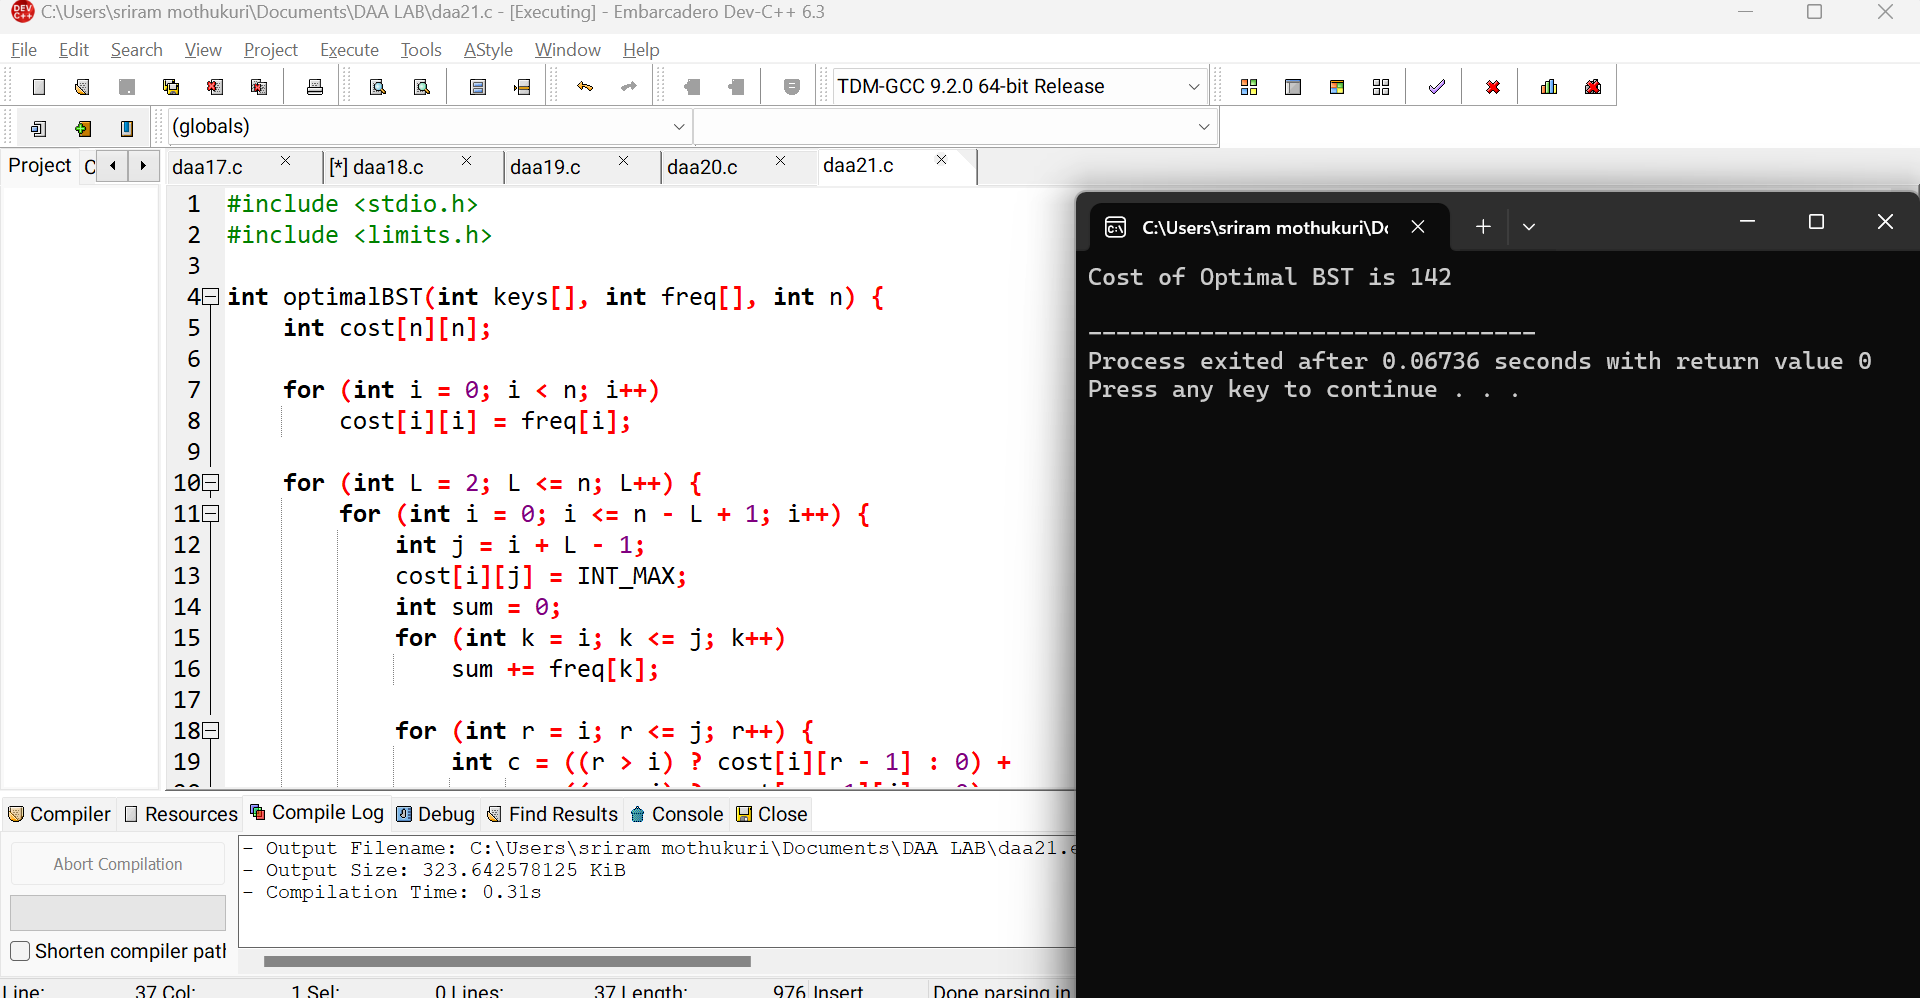 C:\Users\sriram mothukuri\Documents\DAA LAB\daa21.c - [Executing] - Embarcadero Dev-C++ 6.3
File Edit Search View Project Execute Tools AStyle Window Help
TDM-GCC 9.2.0 64-bit Release
(globals)
Project
daa17.c [*] daa18.c daa19.c daa20.c daa21.c
1 #include <stdio.h>
2 #include <limits.h>
3
4 int optimalBST(int keys[], int freq[], int n) {
5 int cost[n][n];
6
7 for (int i = 0; i < n; i++)
8 cost[i][i] = freq[i];
9
10 for (int L = 2; L <= n; L++) {
11 for (int i = 0; i <= n - L + 1; i++) {
12 int j = i + L - 1;
13 cost[i][j] = INT_MAX;
14 int sum = 0;
15 for (int k = i; k <= j; k++)
16 sum += freq[k];
17
18 for (int r = i; r <= j; r++) {
19 int c = ((r > i) ? cost[i][r - 1] : 0) +
C:\Users\sriram mothukuri\Do
Cost of Optimal BST is 142
--------------------------------
Process exited after 0.06736 seconds with return value 0
Press any key to continue . . .
Compiler Resources Compile Log Debug Find Results Console Close
Abort Compilation
Shorten compiler path
- Output Filename: C:\Users\sriram mothukuri\Documents\DAA LAB\daa21.e
- Output Size: 323.642578125 KiB
- Compilation Time: 0.31s
Line: 37 Col: 1 Sel: 0 Lines: 37 Length: 976 Insert Done parsing in